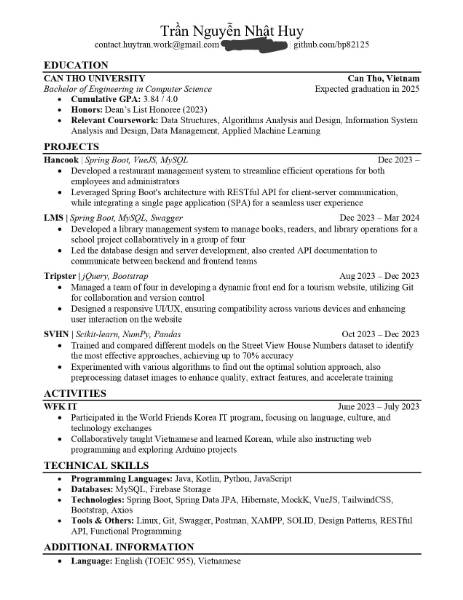 Trần Nguyễn Nhật Huy
contact.huytran.work@gmail.com github.com/bp82125
EDUCATION
CAN THO UNIVERSITY Can Tho, Vietnam
Bachelor of Engineering in Computer Science Expected graduation in 2025
• Cumulative GPA: 3.84 / 4.0
• Honors: Dean's List Honoree (2023)
• Relevant Coursework: Data Structures, Algorithms Analysis and Design, Information System
Analysis and Design, Data Management, Applied Machine Learning
PROJECTS
Hancook | Spring Boot, VueJS, MySQL Dec 2023 –
• Developed a restaurant management system to streamline efficient operations for both
employees and administrators
• Leveraged Spring Boot's architecture with RESTful API for client-server communication,
while integrating a single page application (SPA) for a seamless user experience
LMS | Spring Boot, MySQL, Swagger Dec 2023 – Mar 2024
• Developed a library management system to manage books, readers, and library operations for a
school project collaboratively in a group of four
• Led the database design and server development, also created API documentation to
communicate between backend and frontend teams
Tripster | jQuery, Bootstrap Aug 2023 – Dec 2023
• Managed a team of four in developing a dynamic front end for a tourism website, utilizing Git
for collaboration and version control
• Designed a responsive UI/UX, ensuring compatibility across various devices and enhancing
user interaction on the website
SVHN | Scikit-learn, NumPy, Pandas Oct 2023 – Dec 2023
• Trained and compared different models on the Street View House Numbers dataset to identify
the most effective approaches, achieving up to 70% accuracy
• Experimented with various algorithms to find out the optimal solution approach, also
preprocessing dataset images to enhance quality, extract features, and accelerate training
ACTIVITIES
WFK IT June 2023 – July 2023
• Participated in the World Friends Korea IT program, focusing on language, culture, and
technology exchanges
• Collaboratively taught Vietnamese and learned Korean, while also instructing web
programming and exploring Arduino projects
TECHNICAL SKILLS
• Programming Languages: Java, Kotlin, Python, JavaScript
• Databases: MySQL, Firebase Storage
• Technologies: Spring Boot, Spring Data JPA, Hibernate, MockK, VueJS, TailwindCSS,
Bootstrap, Axios
• Tools & Others: Linux, Git, Swagger, Postman, XAMPP, SOLID, Design Patterns, RESTful
API, Functional Programming
ADDITIONAL INFORMATION
• Language: English (TOEIC 955), Vietnamese